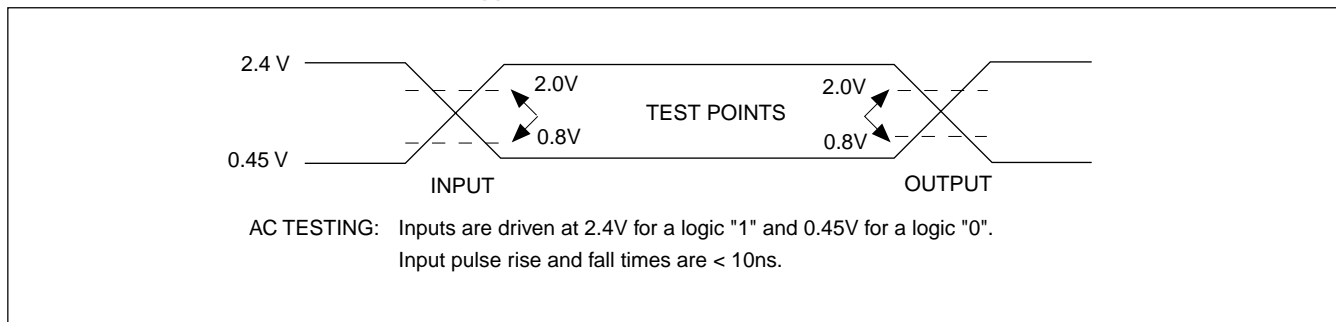 2.4 V
2.0V
2.0V
TEST POINTS
0.8V
0.8V
0.45 V
INPUT
OUTPUT
AC TESTING: Inputs are driven at 2.4V for a logic "1" and 0.45V for a logic "0".
Input pulse rise and fall times are < 10ns.